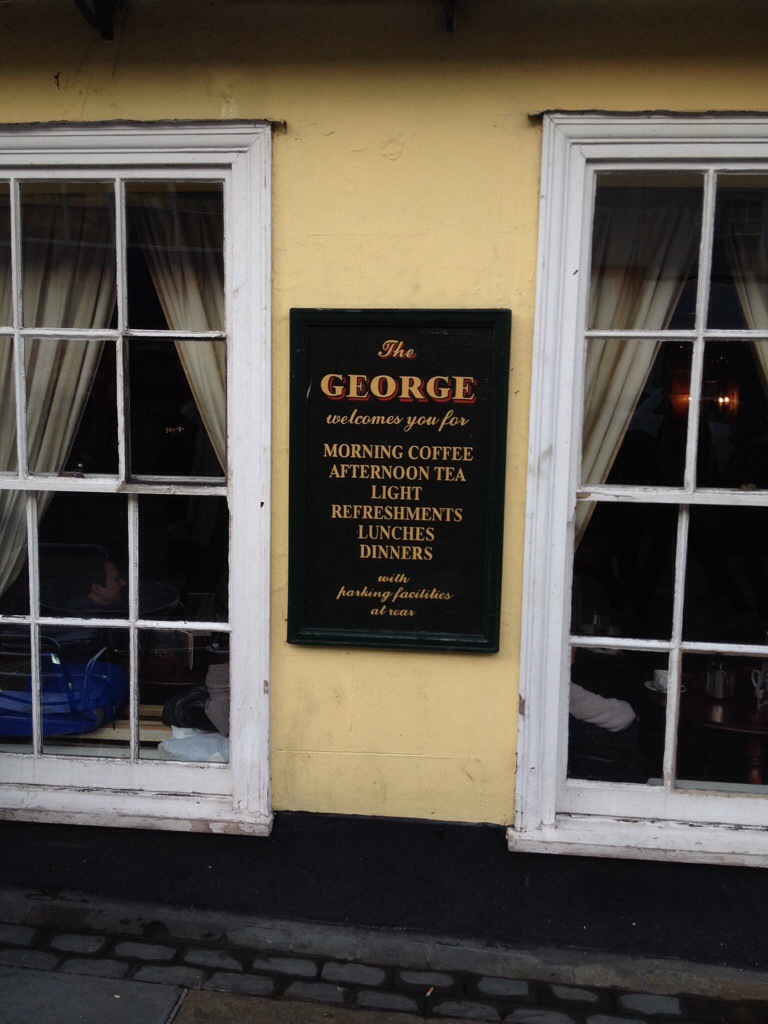 The
GEORGE
welcomes you for
MORNING COFFEE
AFTERNOON TEA
LIGHT
REFRESHMENTS
LUNCHES
DINNERS
with
parking facilities
at rear